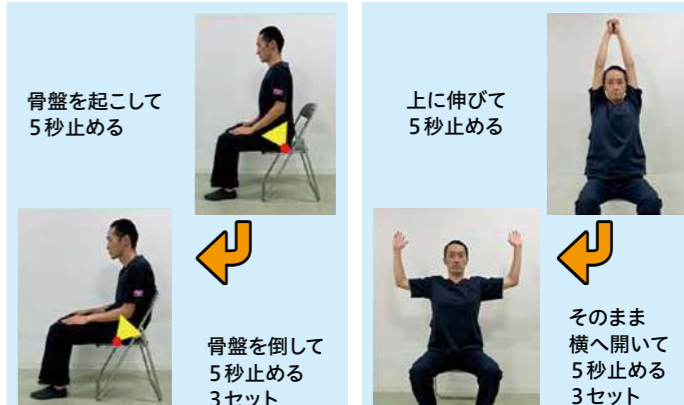 骨盤を起こして
5秒止める
骨盤を倒して
5秒止める
3セット
上に伸びて
5秒止める
そのまま
横へ開いて
5秒止める
3セット